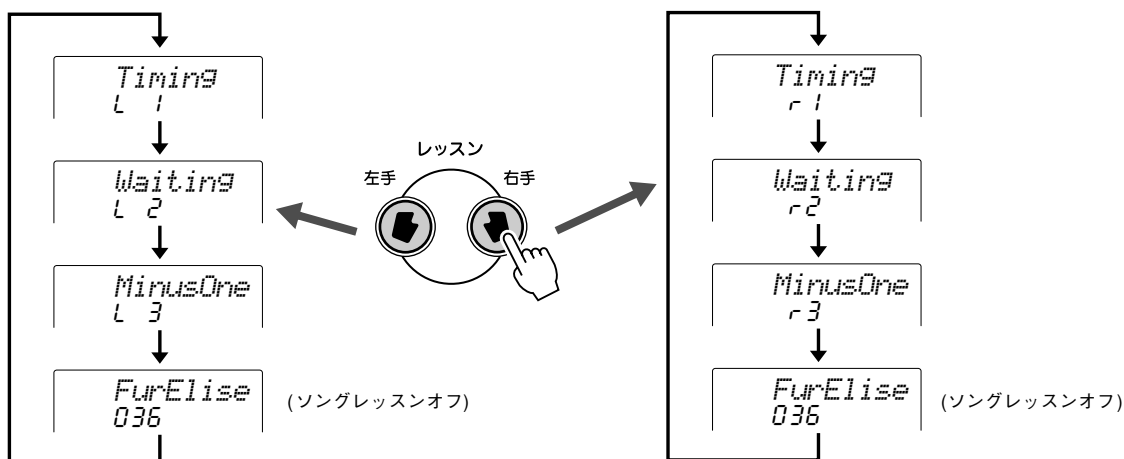 Timing
L 1
Waiting
L 2
MinusOne
L 3
FurElise
036
(ソングレッスンオフ)
レッスン
左手
右手
Timing
r1
Waiting
r2
MinusOne
r3
FurElise
036
(ソングレッスンオフ)